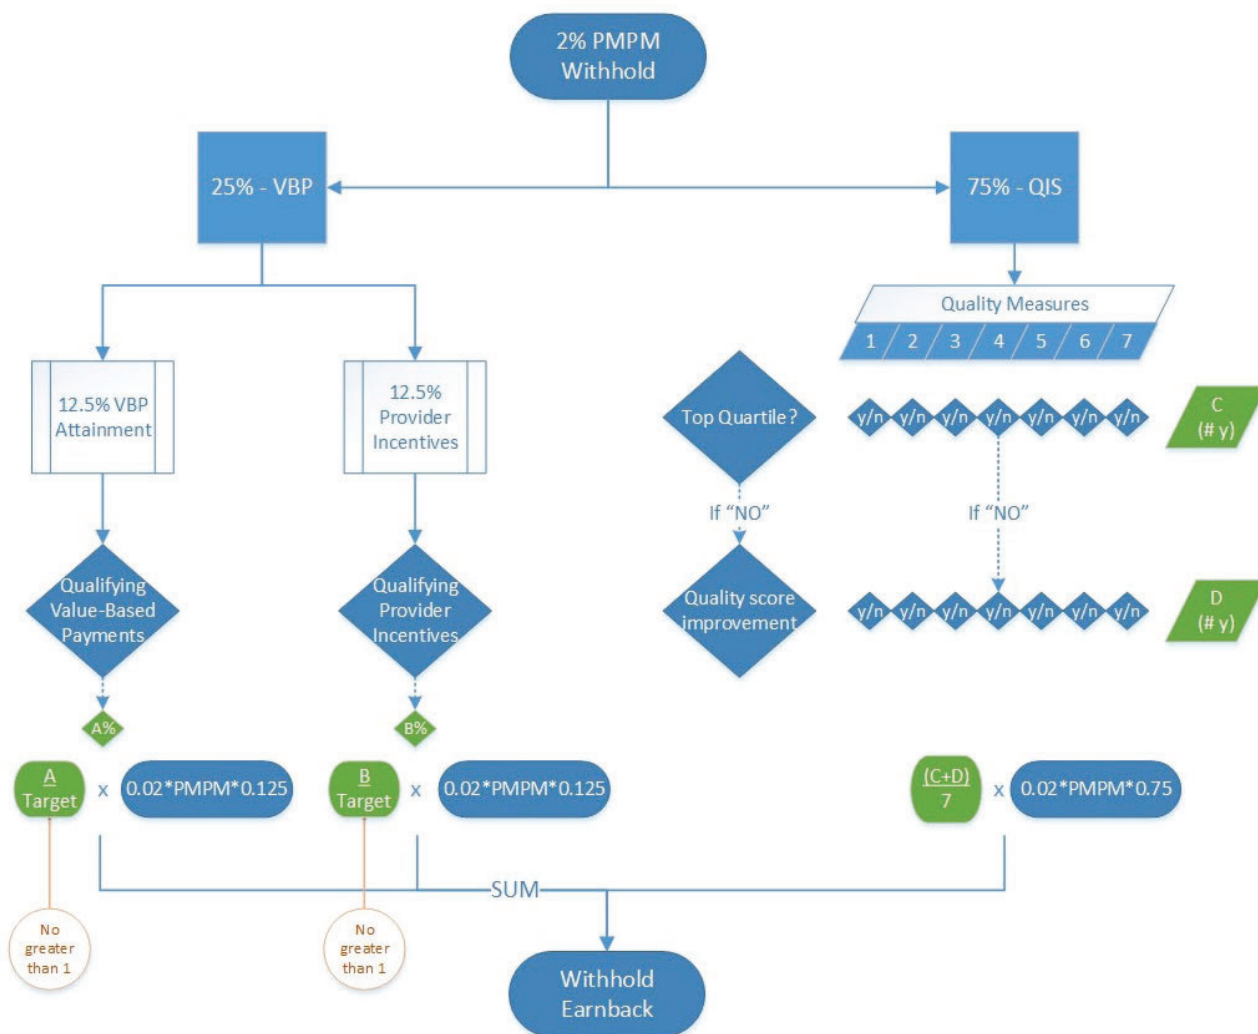 2% PMPM
Withhold
25% - VBP
75% - QIS
Quality Measures
1 2 3 4 5 6 7
12.5% VBP
Attainment
12.5%
Provider
Incentives
Top Quartile?
y/n y/n y/n y/n y/n y/n y/n
C
(# y)
If “NO”
If “NO”
Qualifying
Value-Based
Payments
Qualifying
Provider
Incentives
Quality score
improvement
y/n y/n y/n y/n y/n y/n y/n
D
(# y)
A%
B%
A
Target
x
0.02*PMPM*0.125
B
Target
x
0.02*PMPM*0.125
(C+D)
7
x
0.02*PMPM*0.75
SUM
No
greater
than 1
No
greater
than 1
Withhold
Earnback